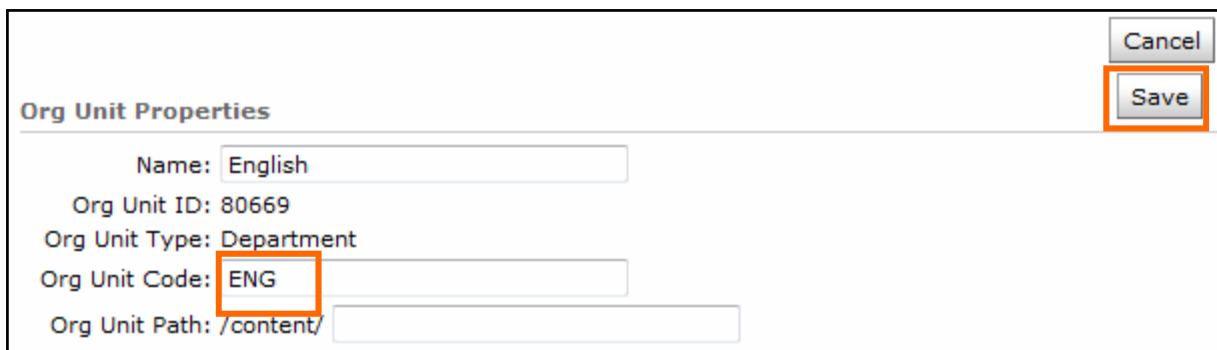 Cancel
Save
Org Unit Properties
Name: English
Org Unit ID: 80669
Org Unit Type: Department
Org Unit Code: ENG
Org Unit Path: /content/